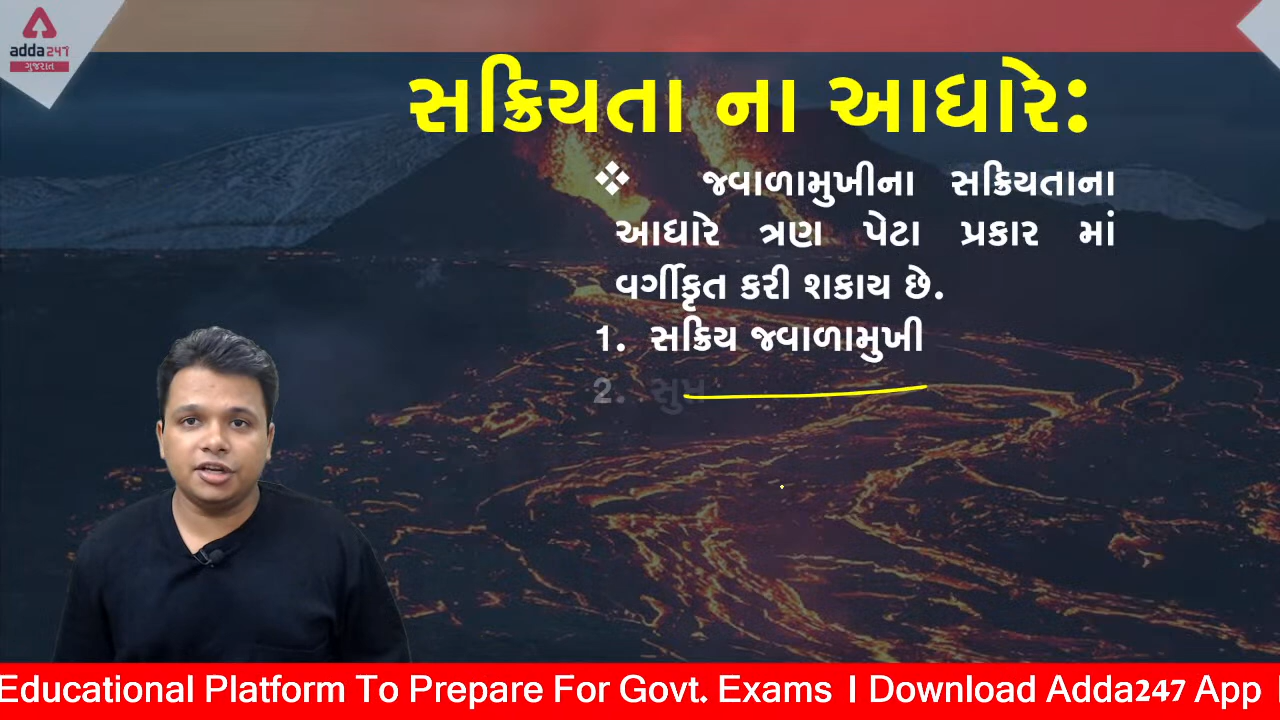 adda247
ગુજરાત
સક્રિયતા ના આધારે:
❖ જ્વાળામુખીના સક્રિયતાના
આધારે ત્રણ પેટા પ્રકાર માં
વર્ગીકૃત કરી શકાય છે.
1. સક્રિય જ્વાળામુખી
2. સુપ્ત
Educational Platform To Prepare For Govt. Exams । Download Adda247 App